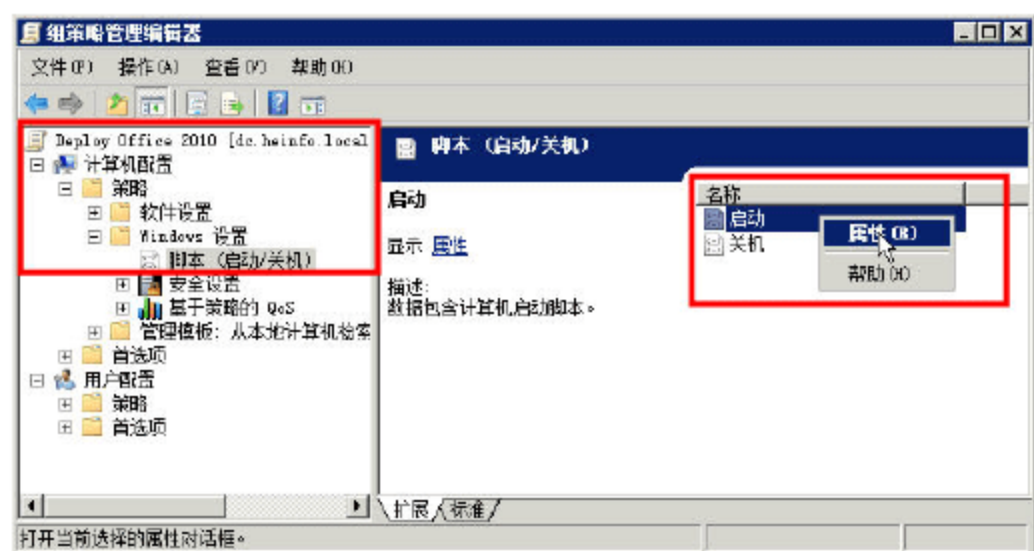 组策略管理编辑器
文件(F) 操作(A) 查看(V) 帮助(H)
Deploy Office 2010 [dc.heinfo.local
计算机配置
策略
软件设置
Windows 设置
脚本 (启动/关机)
安全设置
基于策略的 QoS
管理模板: 从本地计算机检索
首选项
用户配置
策略
首选项
脚本 (启动/关机)
启动
显示 属性
描述:
数据包含计算机启动脚本。
名称
启动
关机
属性(R)
帮助(H)
扩展 标准
打开当前选择的属性对话框。